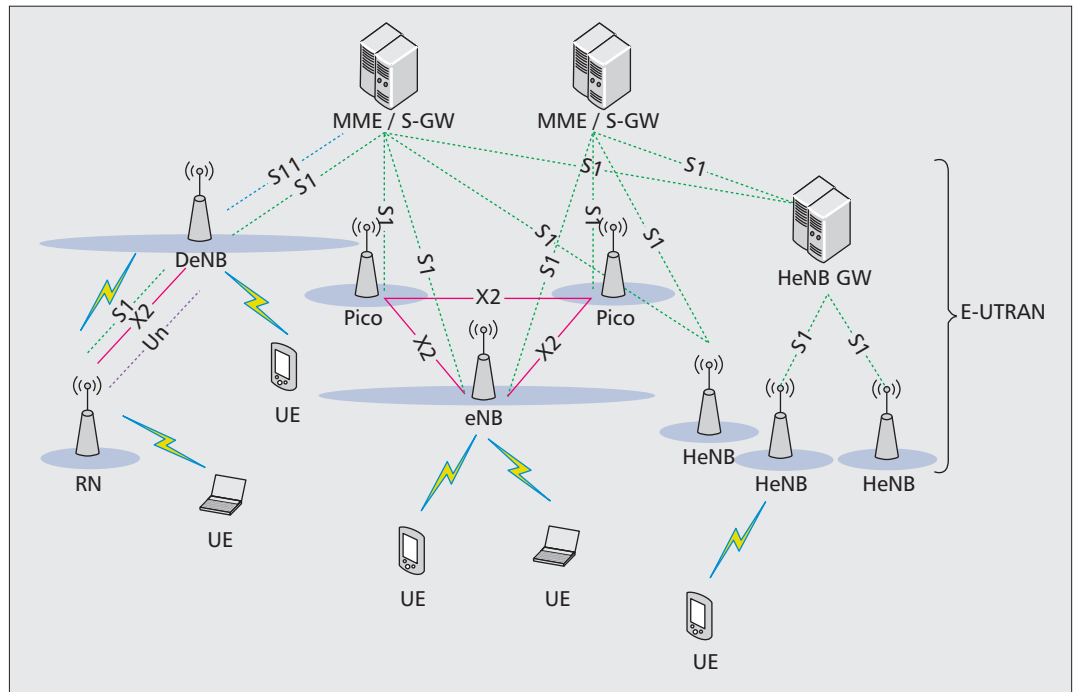 MME / S-GW
MME / S-GW
S11
S1
S1
S1
S1
S1
S1
S1
S1
S1
DeNB
HeNB GW
E-UTRAN
S1
X2
Un
Pico
X2
Pico
X2
X2
S1
S1
UE
eNB
RN
HeNB
HeNB
HeNB
UE
UE
UE
UE